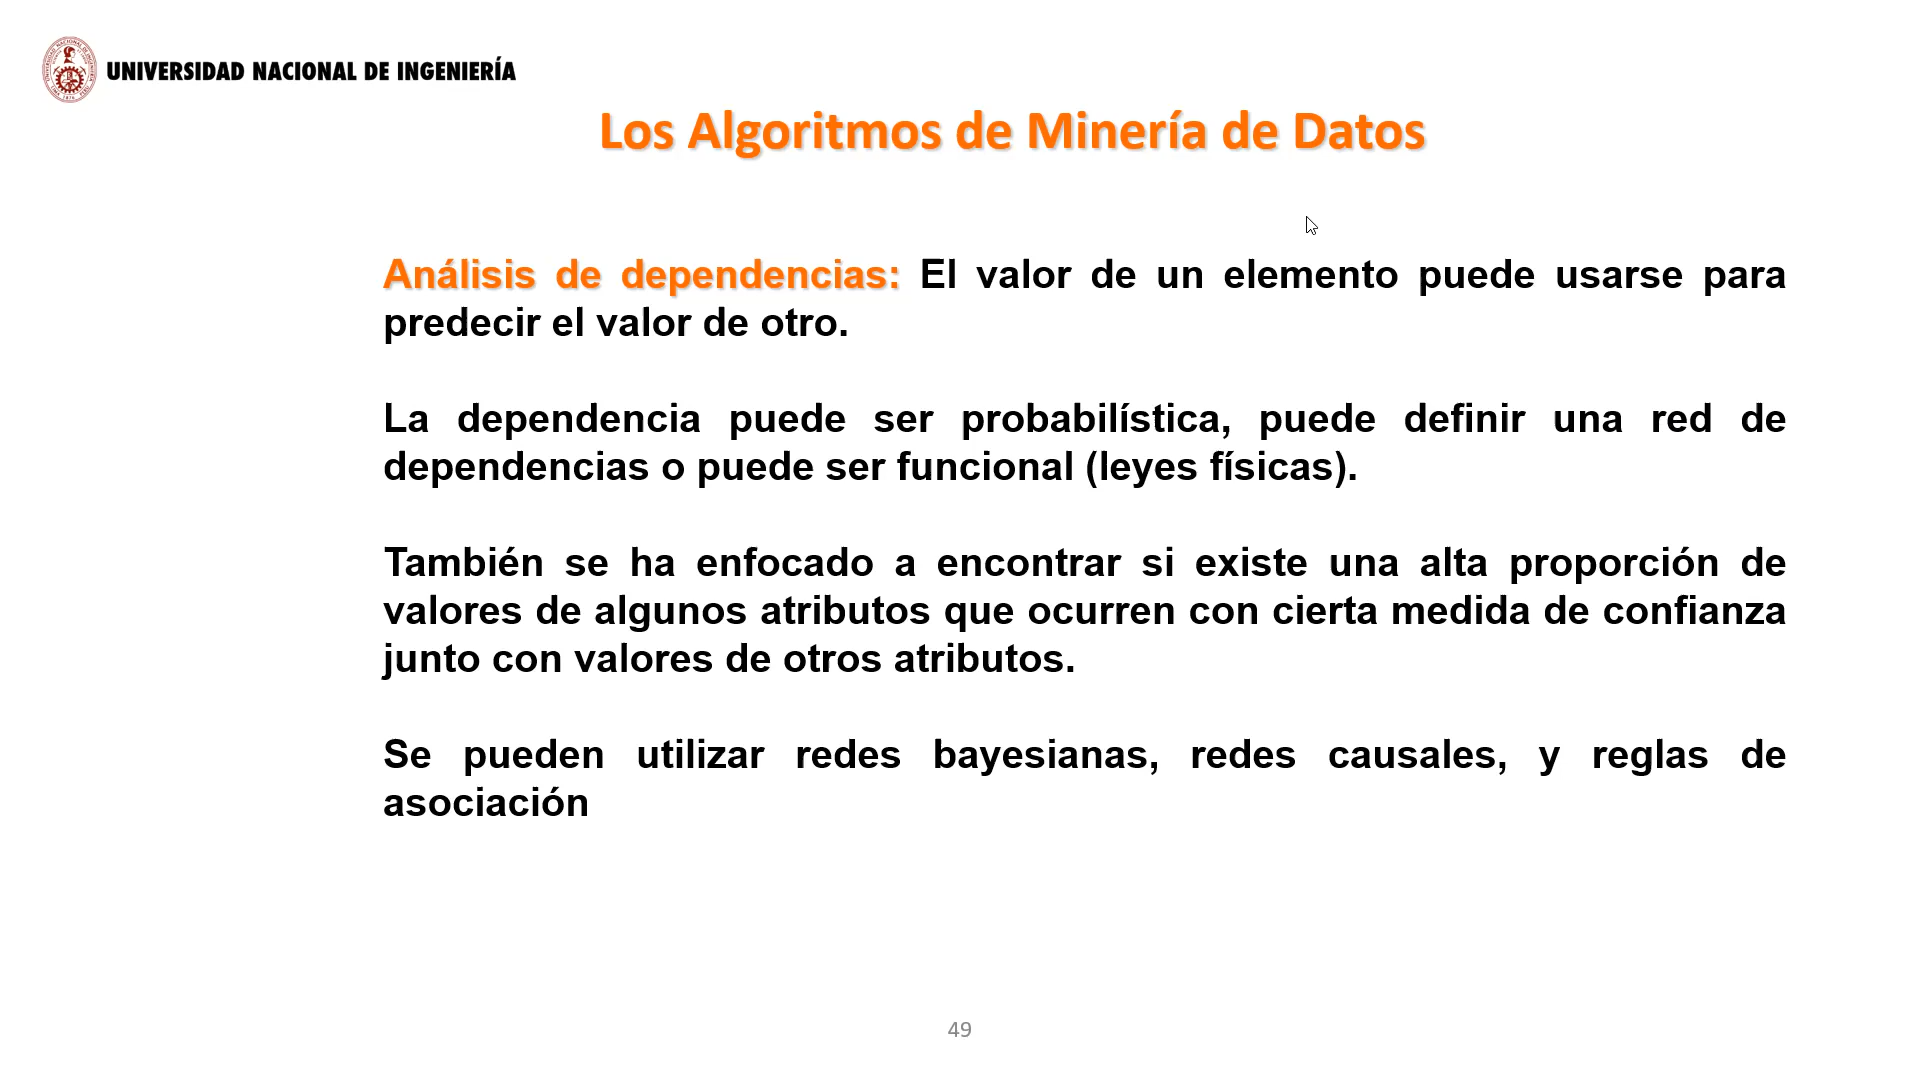 UNIVERSIDAD NACIONAL DE INGENIERÍA
Los Algoritmos de Minería de Datos
Análisis de dependencias: El valor de un elemento puede usarse para
predecir el valor de otro.
La dependencia puede ser probabilística, puede definir una red de
dependencias o puede ser funcional (leyes físicas).
También se ha enfocado a encontrar si existe una alta proporción de
valores de algunos atributos que ocurren con cierta medida de confianza
junto con valores de otros atributos.
Se pueden utilizar redes bayesianas, redes causales, y reglas de
asociación
49